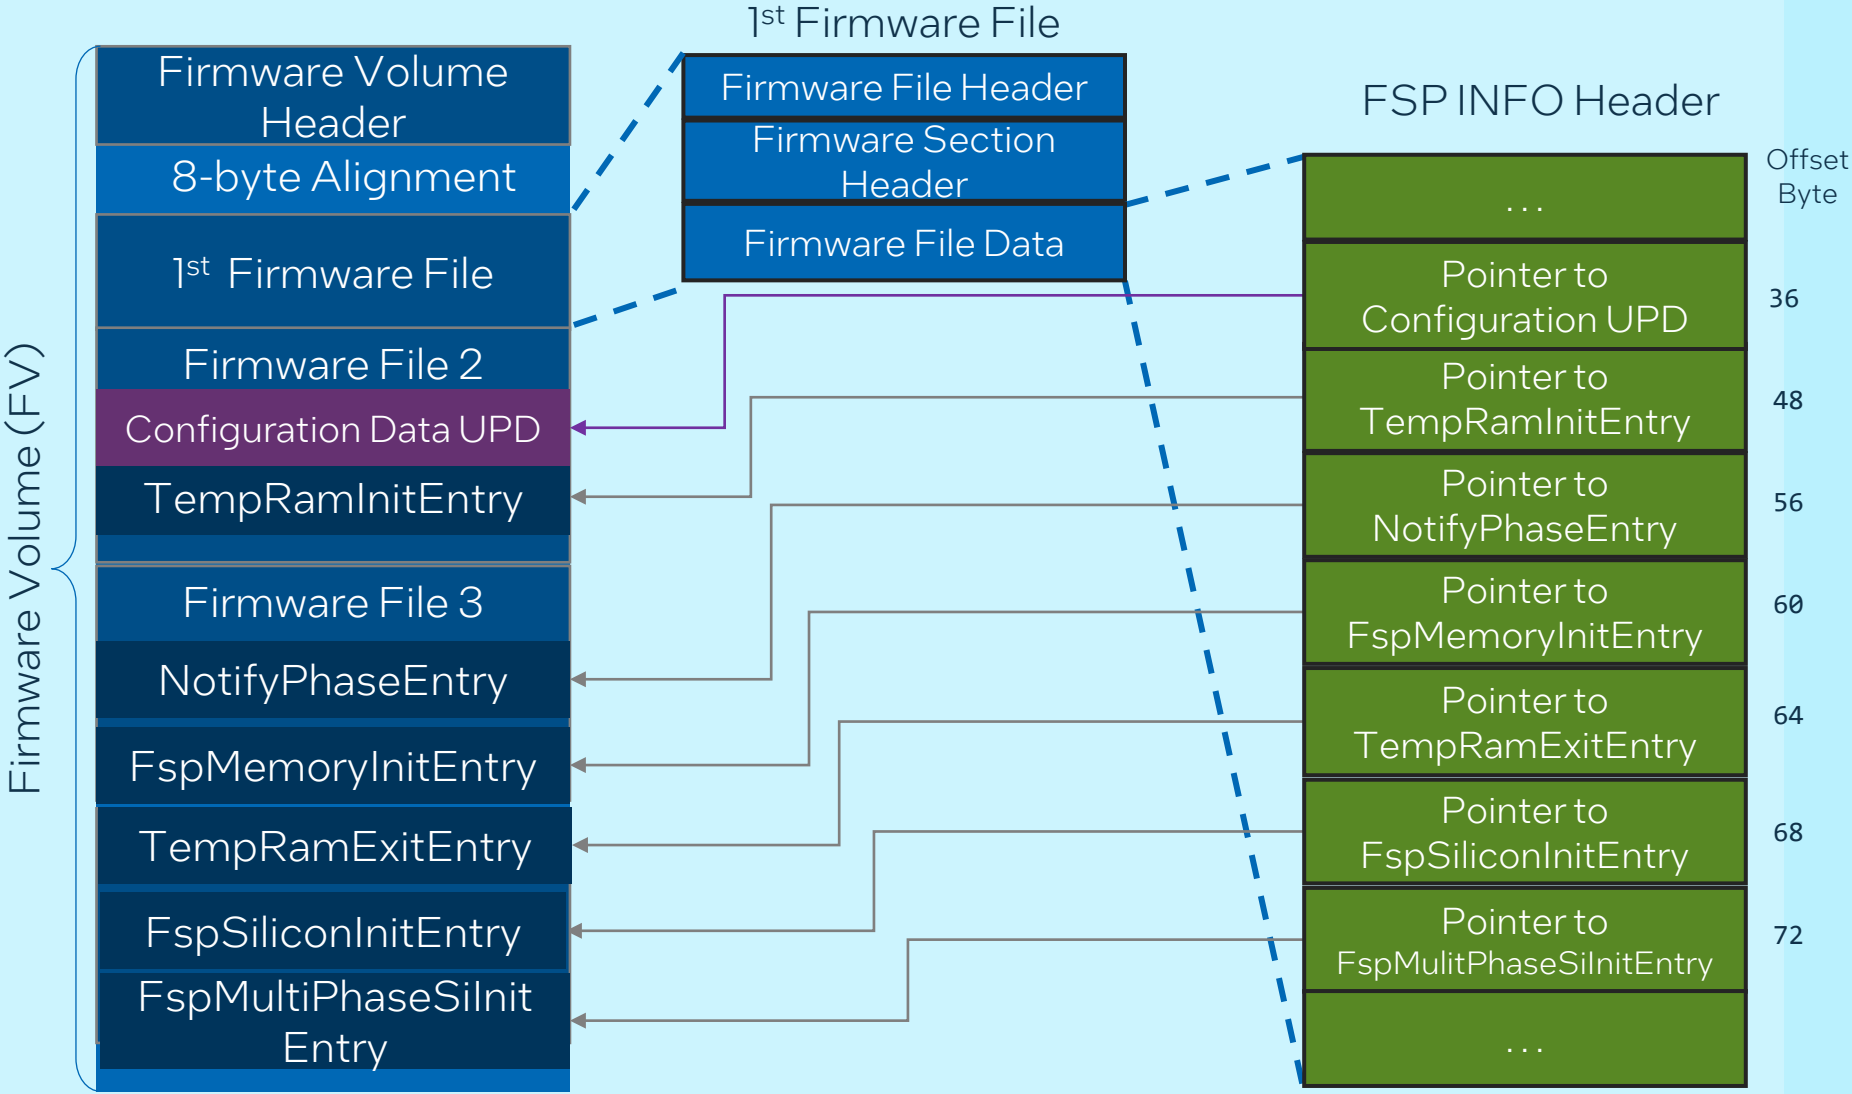 Firmware Volume (FV)
Firmware Volume
Header
8-byte Alignment
1st Firmware File
Firmware File 2
Configuration Data UPD
TempRamInitEntry
Firmware File 3
NotifyPhaseEntry
FspMemoryInitEntry
TempRamExitEntry
FspSiliconInitEntry
FspMultiPhaseSiInit
Entry
1st Firmware File
Firmware File Header
Firmware Section
Header
Firmware File Data
FSP INFO Header
Offset
Byte
...
Pointer to
Configuration UPD
36
Pointer to
TempRamInitEntry
48
Pointer to
NotifyPhaseEntry
56
Pointer to
FspMemoryInitEntry
60
Pointer to
TempRamExitEntry
64
Pointer to
FspSiliconInitEntry
68
Pointer to
FspMulitPhaseSiInitEntry
72
...